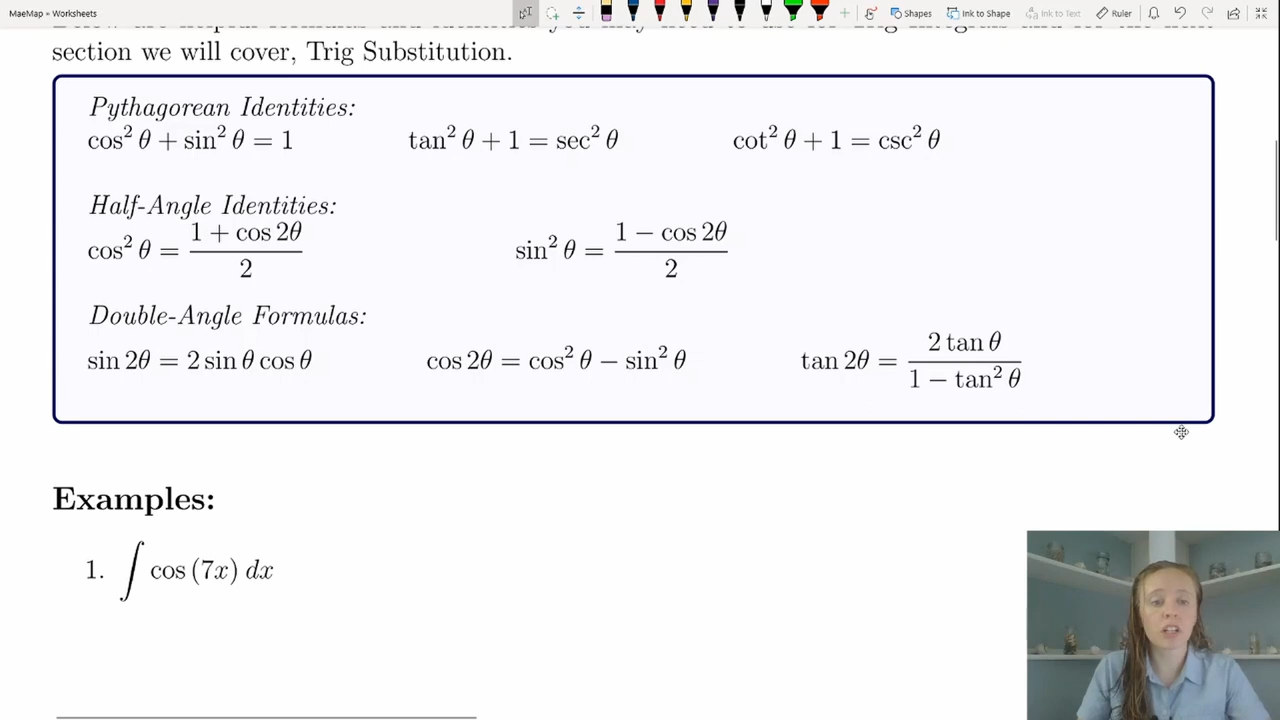 MaeMap » Worksheets
Shapes Ink to Shape Ink to Text Ruler
section we will cover, Trig Substitution.
Pythagorean Identities:
cos² θ + sin² θ = 1 tan² θ + 1 = sec² θ cot² θ + 1 = csc² θ
Half-Angle Identities:
cos² θ = (1 + cos 2θ)/2 sin² θ = (1 − cos 2θ)/2
Double-Angle Formulas:
sin 2θ = 2 sin θ cos θ cos 2θ = cos² θ − sin² θ tan 2θ = (2 tan θ)/(1 − tan² θ)
Examples:
1. ∫ cos (7x) dx